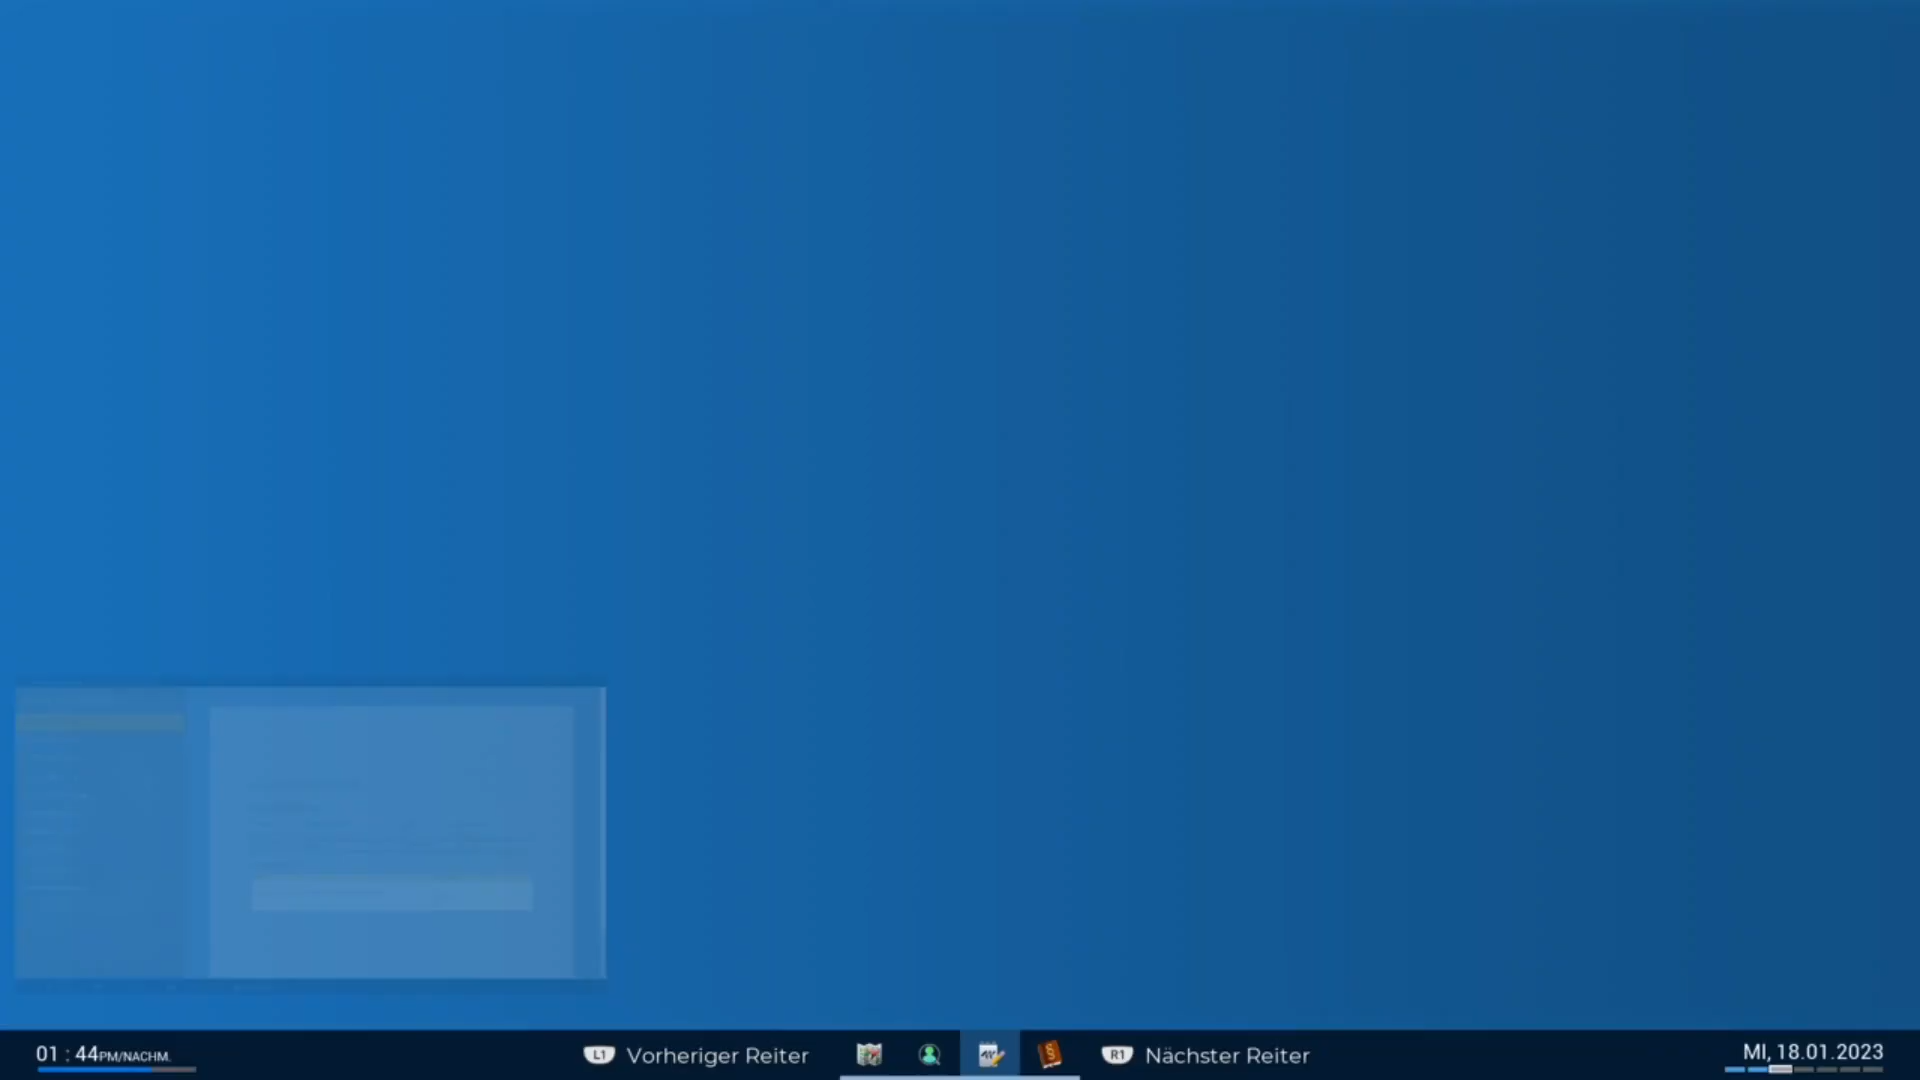 01 : 44PM/NACHM.
L1 Vorheriger Reiter
§
R1 Nächster Reiter
MI, 18.01.2023